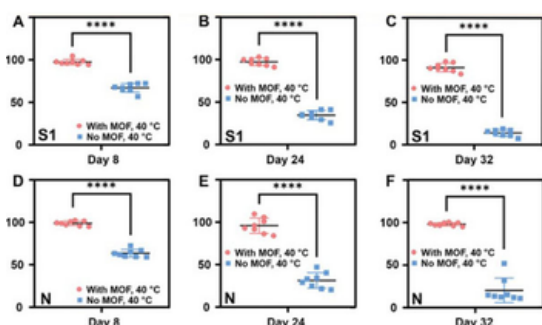 A
****
100
50
0
S1
With MOF, 40 °C
No MOF, 40 °C
Day 8
B
****
100
50
0
S1
With MOF, 40 °C
No MOF, 40 °C
Day 24
C
****
100
50
0
S1
With MOF, 40 °C
No MOF, 40 °C
Day 32
D
****
100
50
0
N
With MOF, 40 °C
No MOF, 40 °C
Day 8
E
****
100
50
0
N
With MOF, 40 °C
No MOF, 40 °C
Day 24
F
****
100
50
0
N
With MOF, 40 °C
No MOF, 40 °C
Day 32